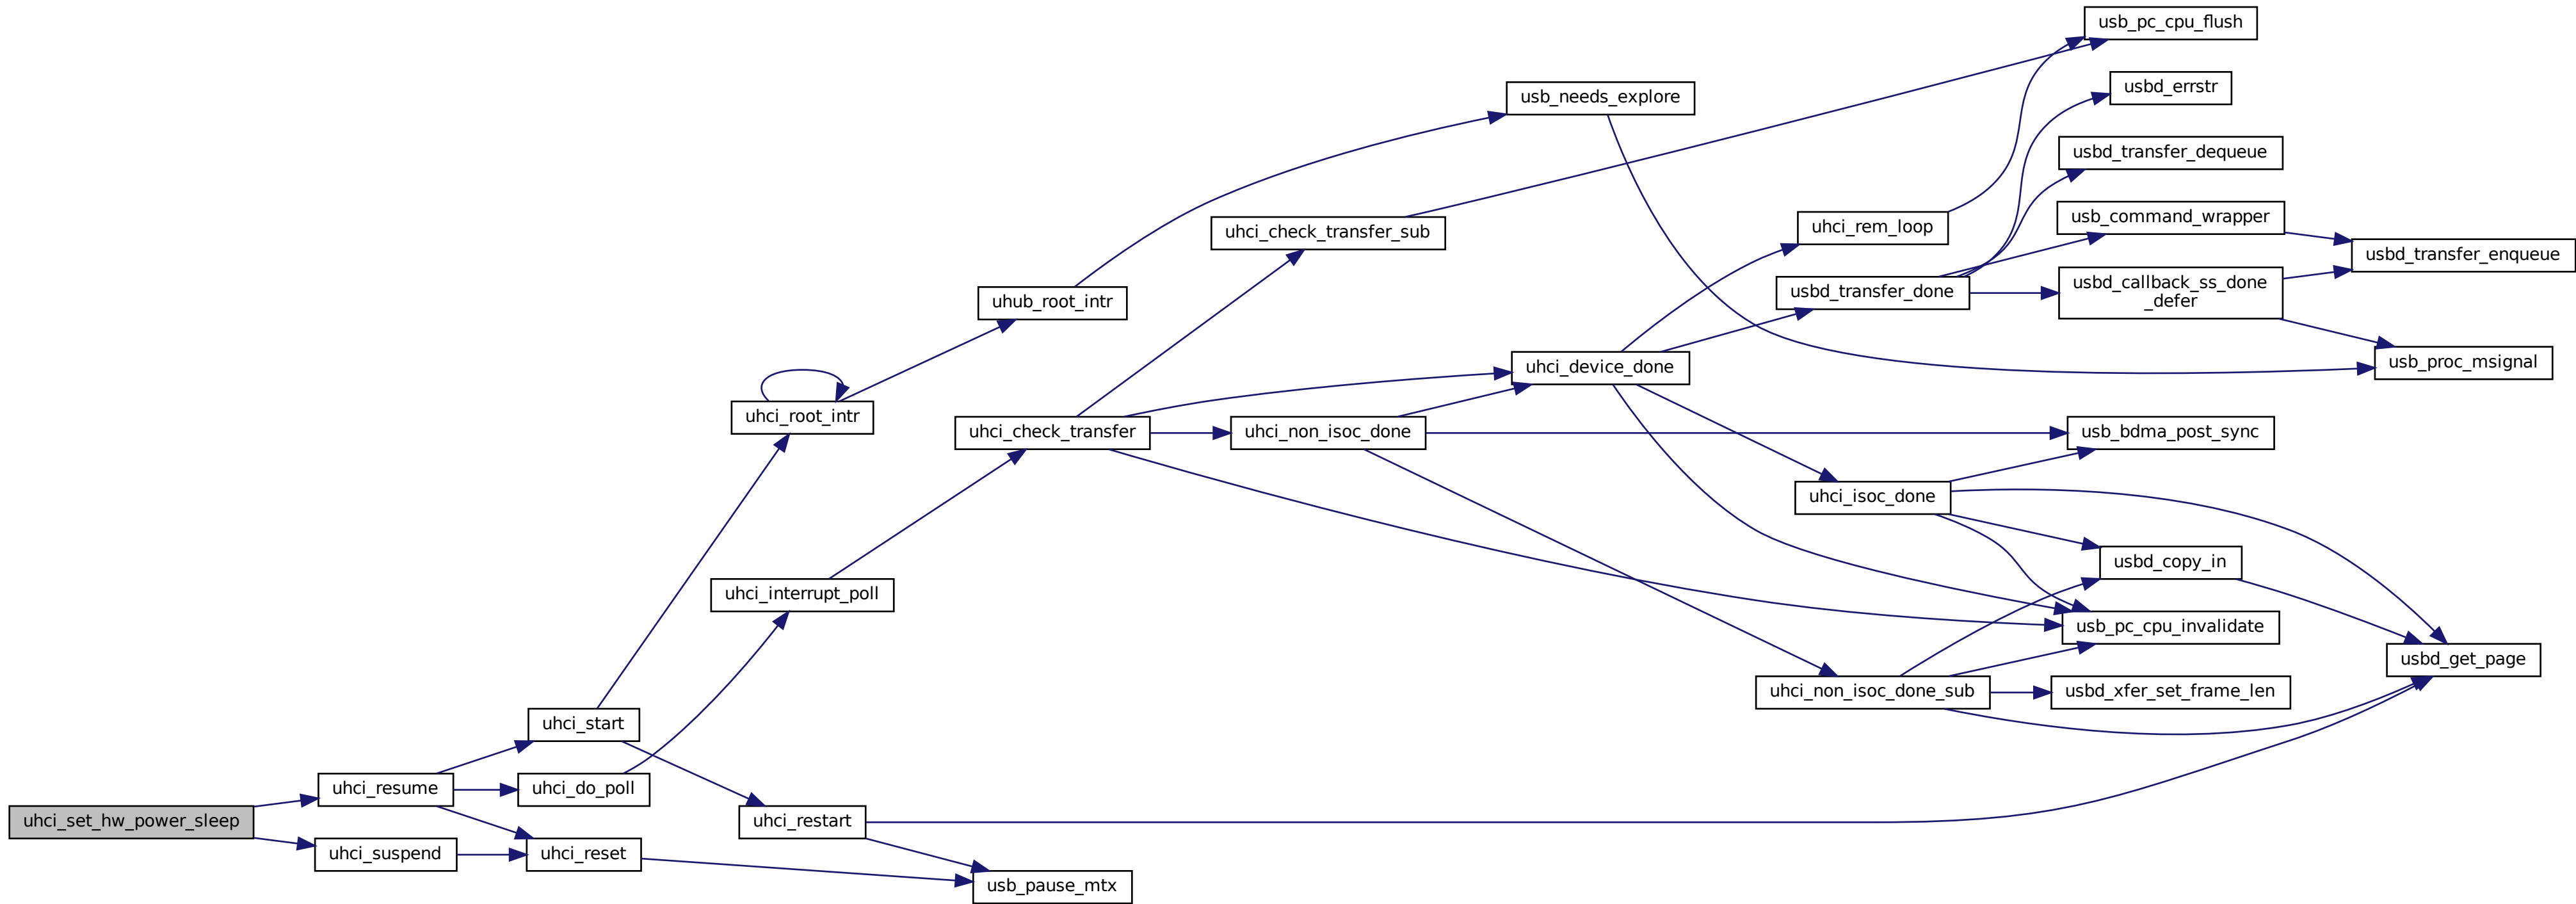 usb_pc_cpu_flush
usbd_errstr
usb_needs_explore
usbd_transfer_dequeue
usb_command_wrapper
uhci_rem_loop
uhci_check_transfer_sub
usbd_transfer_enqueue
usbd_callback_ss_done
_defer
usbd_transfer_done
uhub_root_intr
usb_proc_msignal
uhci_device_done
uhci_root_intr
uhci_check_transfer
uhci_non_isoc_done
usb_bdma_post_sync
uhci_isoc_done
usbd_copy_in
uhci_interrupt_poll
usb_pc_cpu_invalidate
usbd_get_page
uhci_non_isoc_done_sub
usbd_xfer_set_frame_len
uhci_start
uhci_resume
uhci_do_poll
uhci_set_hw_power_sleep
uhci_restart
uhci_suspend
uhci_reset
usb_pause_mtx